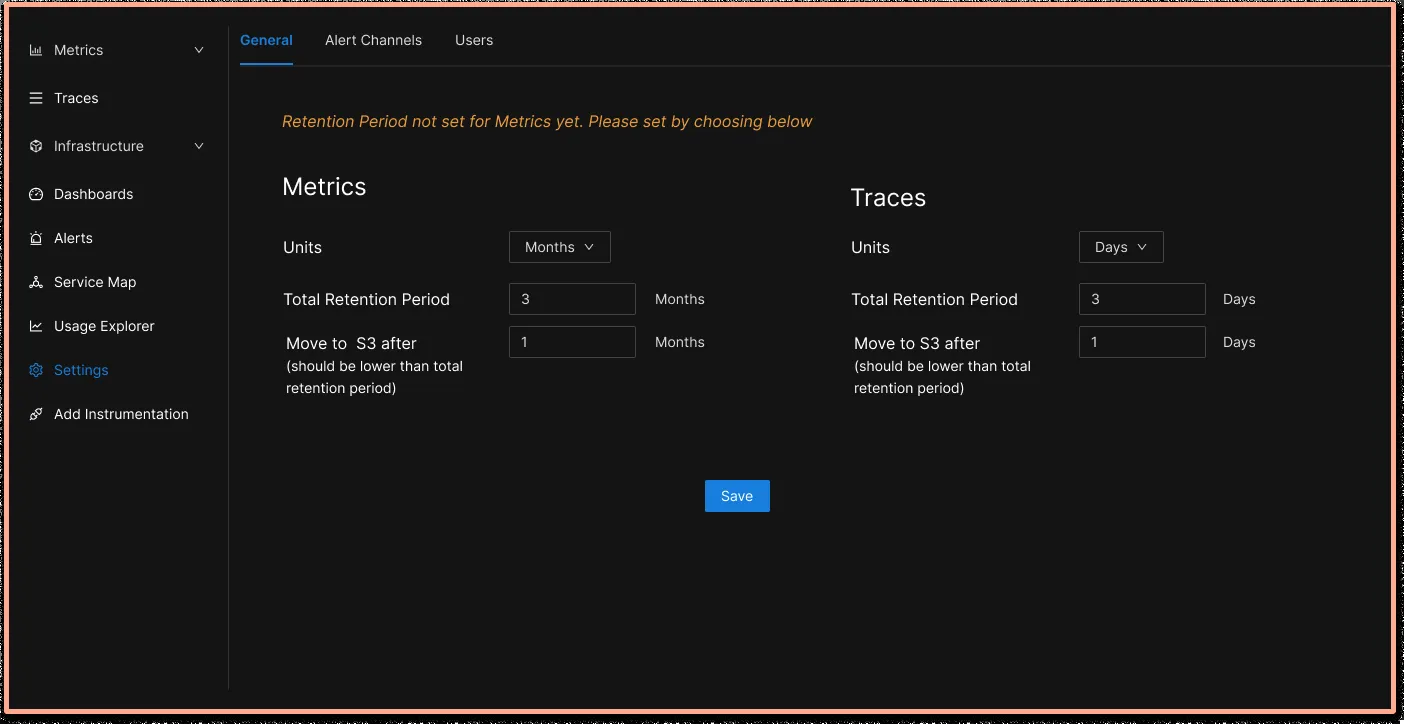 Metrics
Traces
Infrastructure
Dashboards
Alerts
Service Map
Usage Explorer
Settings
Add Instrumentation
General Alert Channels Users
Retention Period not set for Metrics yet. Please set by choosing below
Metrics
Units Months
Total Retention Period 3 Months
Move to S3 after 1 Months
(should be lower than total
retention period)
Traces
Units Days
Total Retention Period 3 Days
Move to S3 after 1 Days
(should be lower than total
retention period)
Save